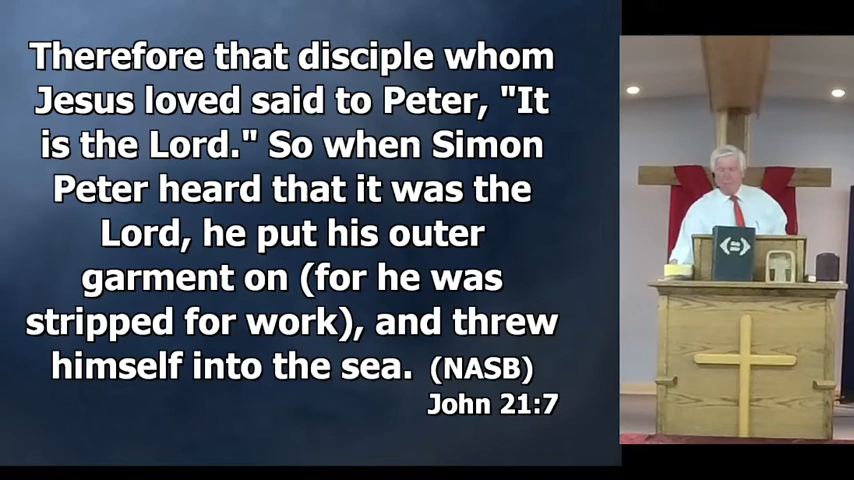 Therefore that disciple whom
Jesus loved said to Peter, "It
is the Lord." So when Simon
Peter heard that it was the
Lord, he put his outer
garment on (for he was
stripped for work), and threw
himself into the sea. (NASB)
John 21:7